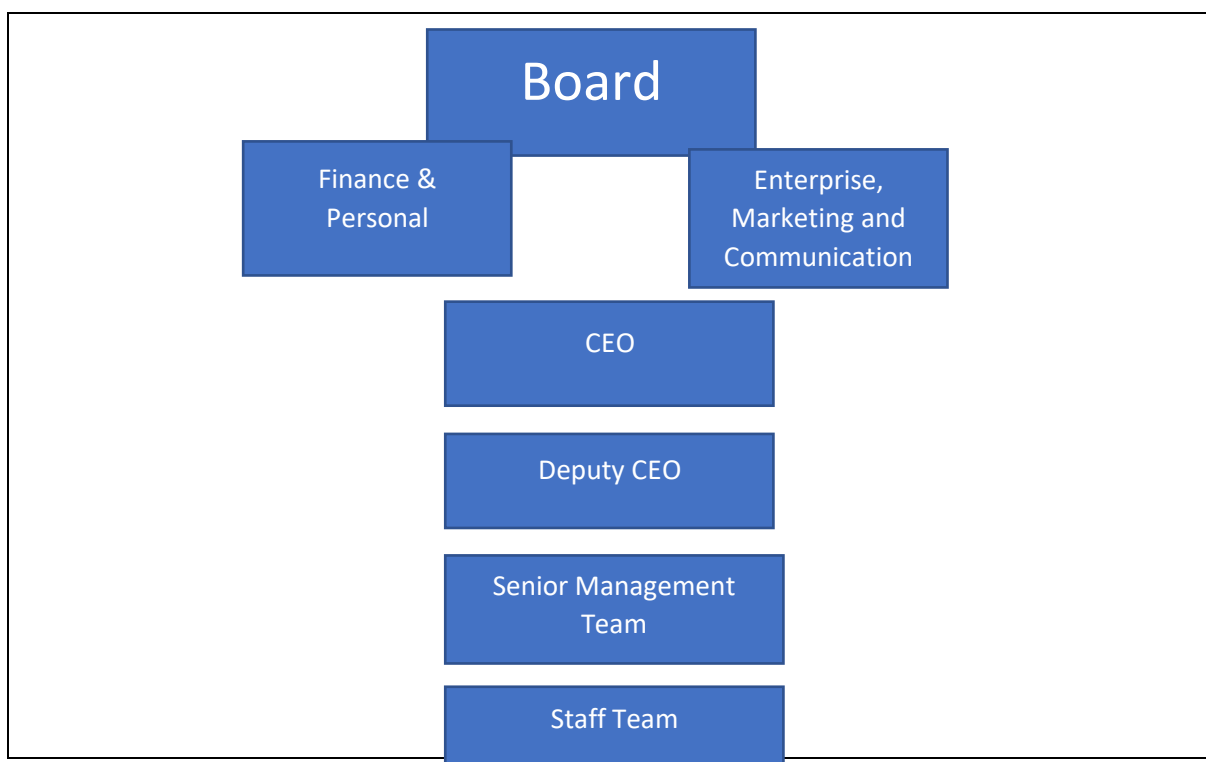 Board
Finance &
Personal
Enterprise,
Marketing and
Communication
CEO
Deputy CEO
Senior Management
Team
Staff Team